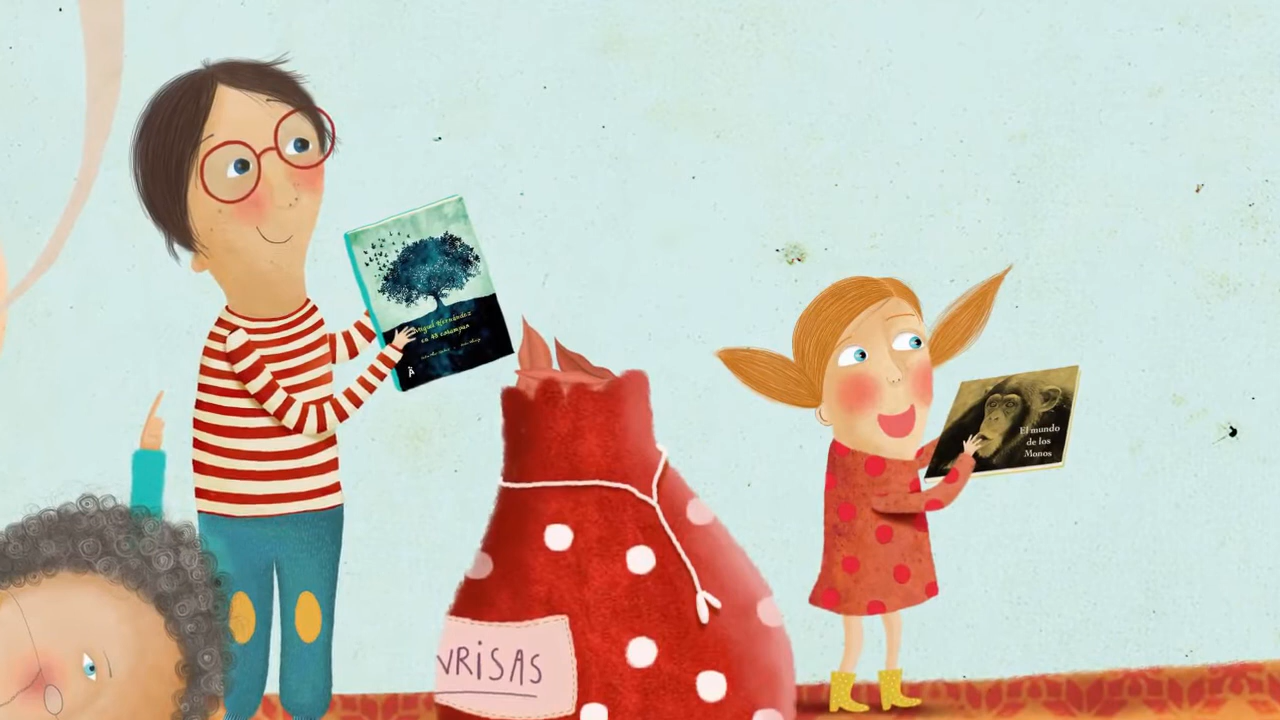 Miguel Hernández
en 48 estampas
El mundo
de los
Monos
VRISAS